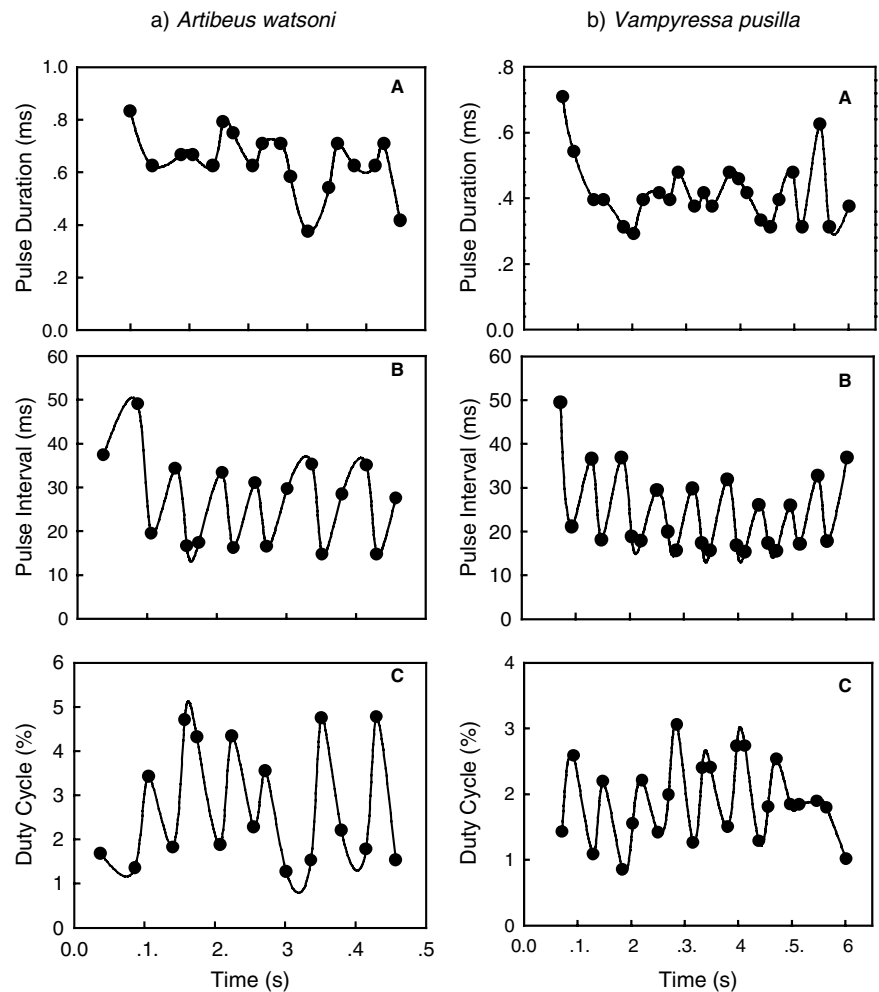 a) Artibeus watsoni
b) Vampyressa pusilla
A
Pulse Duration (ms)
1.0
.8
.6
.4
.2
0.0
A
Pulse Duration (ms)
.8
.6
.4
.2
0.0
B
Pulse Interval (ms)
60
50
40
30
20
10
0
B
Pulse Interval (ms)
60
50
40
30
20
10
0
C
Duty Cycle (%)
6
5
4
3
2
1
0
0.0 .1. .2 3 .4 .5
Time (s)
C
Duty Cycle (%)
4
3
2
1
0
0.0 .1. 2 .3. 4 .5. 6
Time (s)